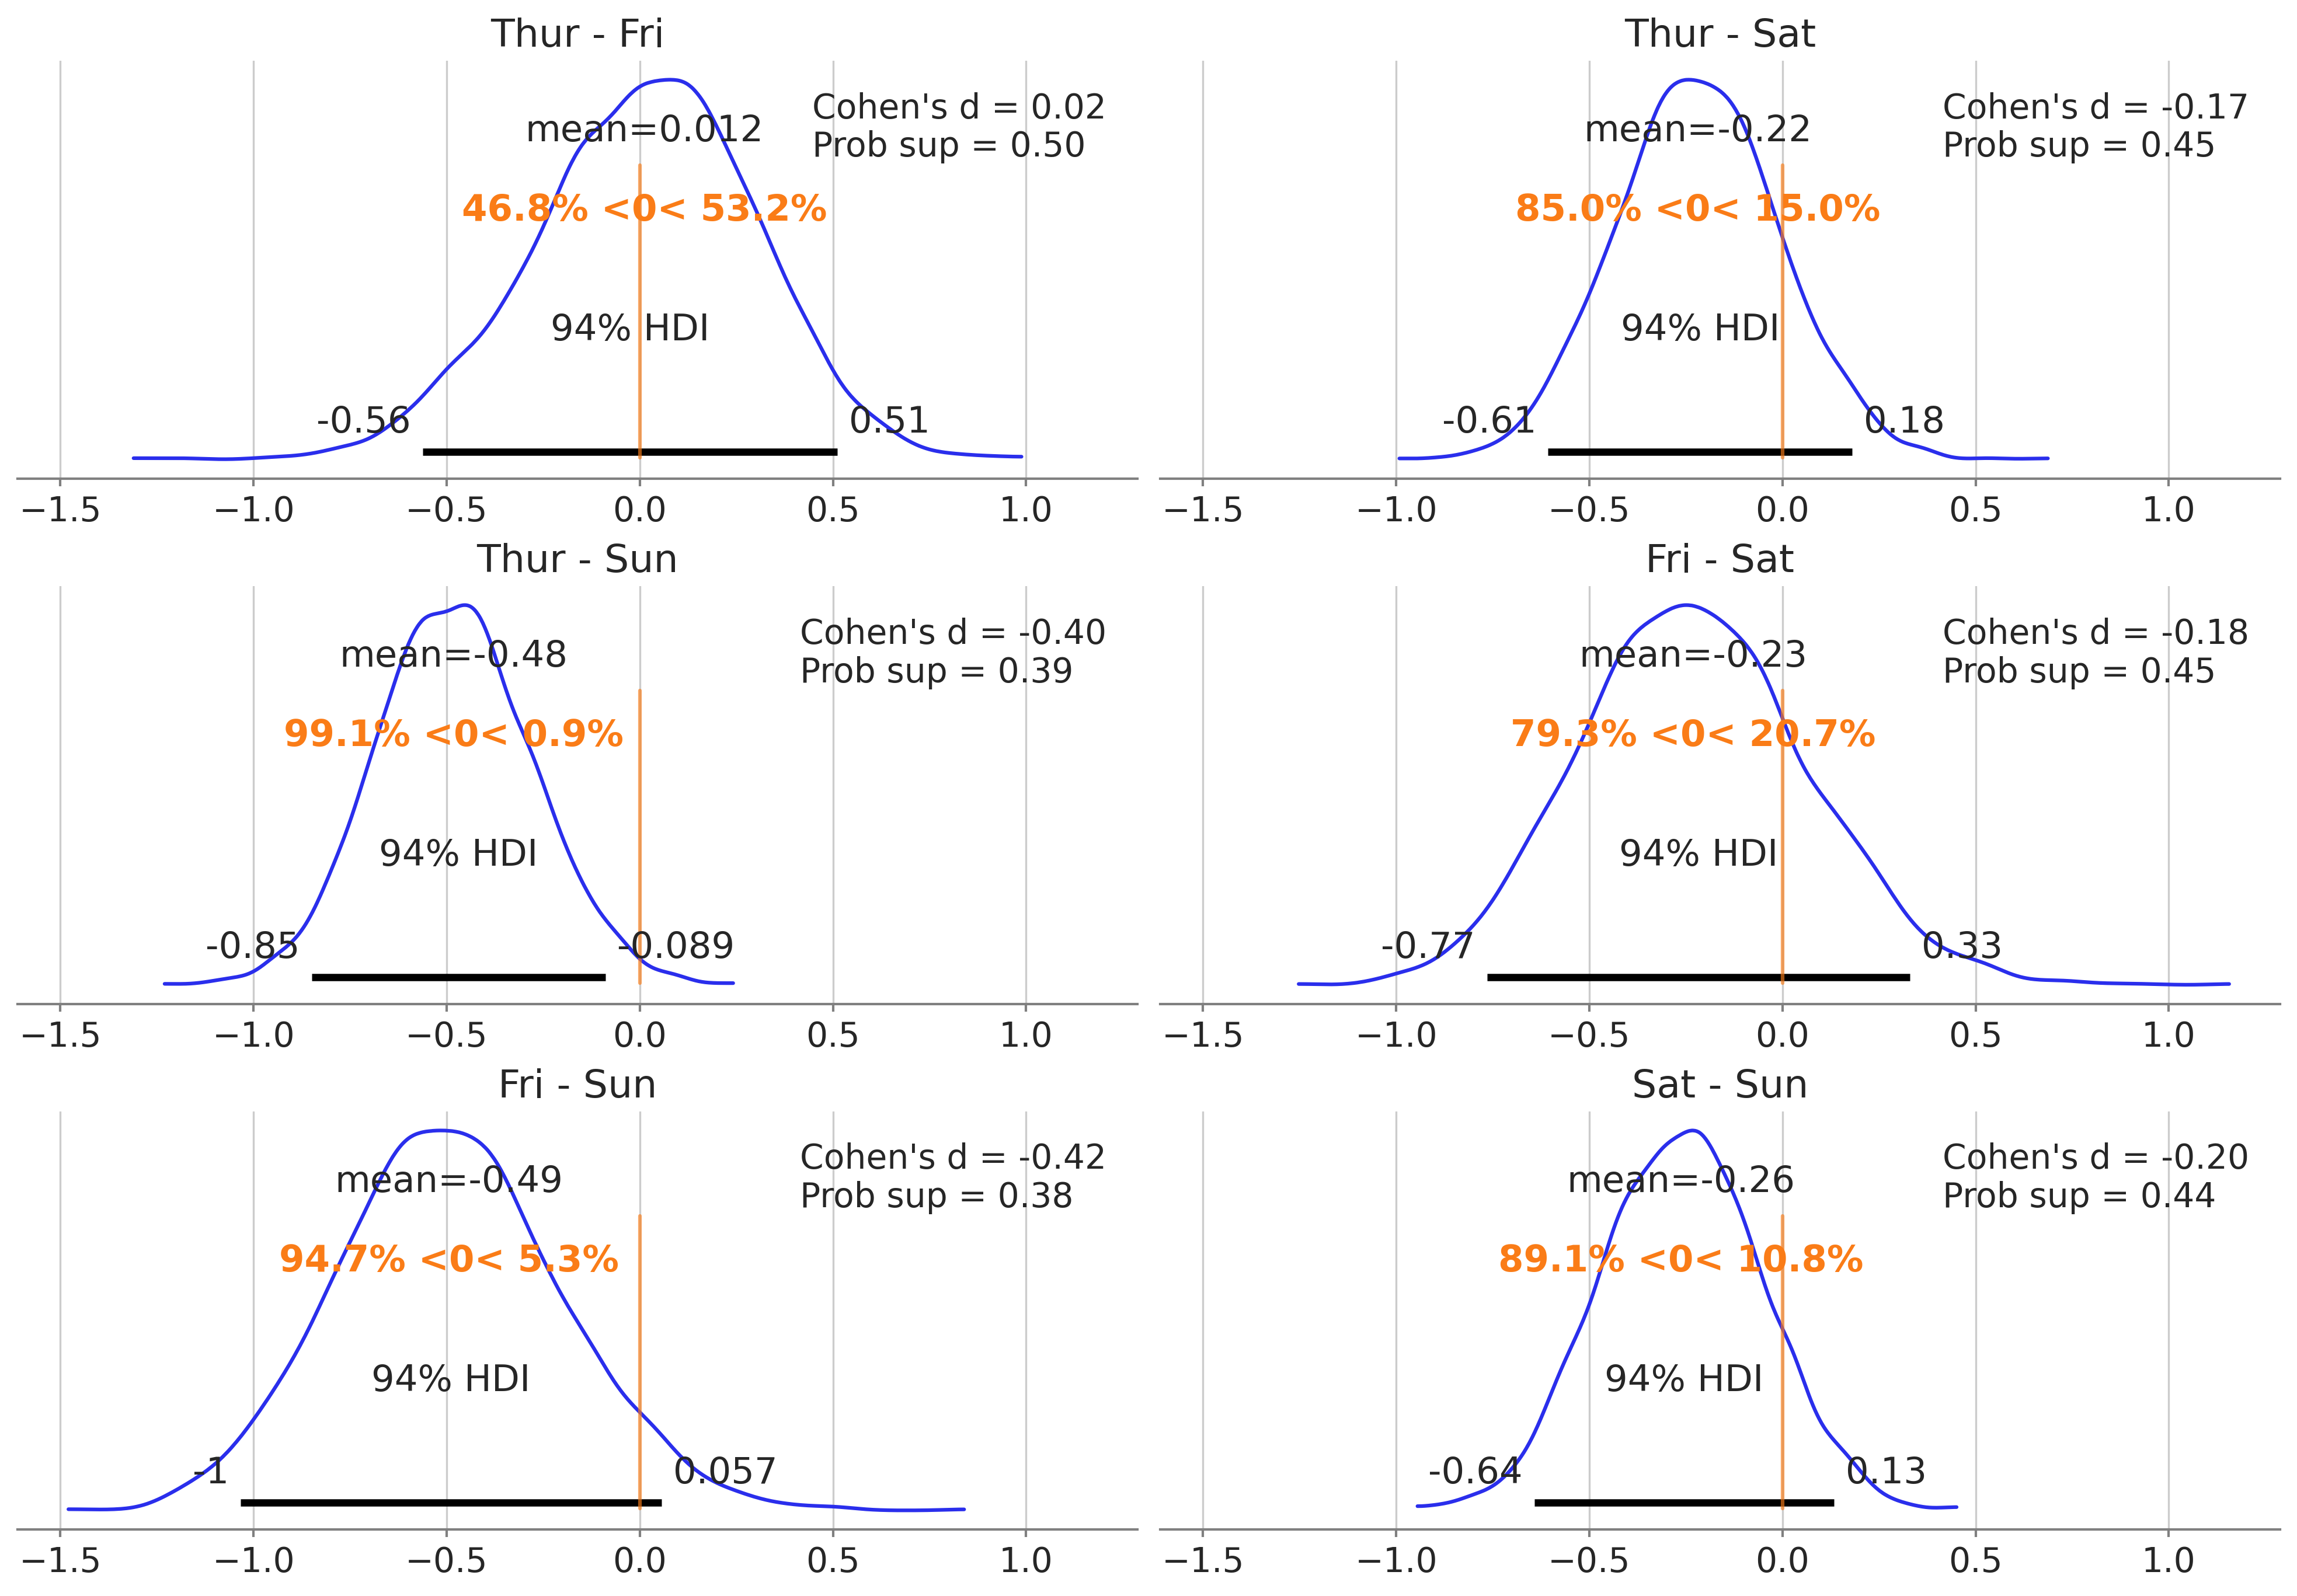 Thur - Fri
Cohen's d = 0.02
Prob sup = 0.50
mean=0.012
46.8% <0< 53.2%
94% HDI
-0.56
0.51
−1.5
−1.0
−0.5
0.0
0.5
1.0
Thur - Sat
Cohen's d = -0.17
Prob sup = 0.45
mean=-0.22
85.0% <0< 15.0%
94% HDI
-0.61
0.18
−1.5
−1.0
−0.5
0.0
0.5
1.0
Thur - Sun
Cohen's d = -0.40
Prob sup = 0.39
mean=-0.48
99.1% <0< 0.9%
94% HDI
-0.85
-0.089
−1.5
−1.0
−0.5
0.0
0.5
1.0
Fri - Sat
Cohen's d = -0.18
Prob sup = 0.45
mean=-0.23
79.3% <0< 20.7%
94% HDI
-0.77
0.33
−1.5
−1.0
−0.5
0.0
0.5
1.0
Fri - Sun
Cohen's d = -0.42
Prob sup = 0.38
mean=-0.49
94.7% <0< 5.3%
94% HDI
-1
0.057
−1.5
−1.0
−0.5
0.0
0.5
1.0
Sat - Sun
Cohen's d = -0.20
Prob sup = 0.44
mean=-0.26
89.1% <0< 10.8%
94% HDI
-0.64
0.13
−1.5
−1.0
−0.5
0.0
0.5
1.0